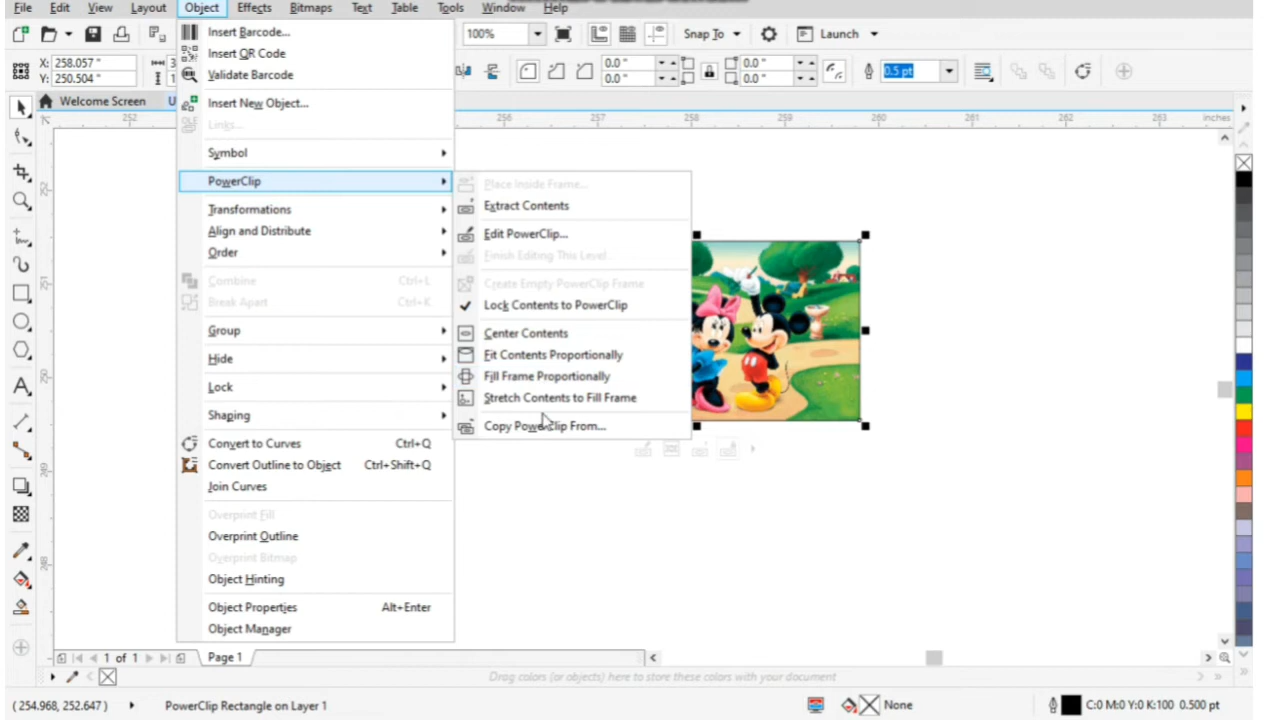 File Edit View Layout Object Effects Bitmaps Text Table Tools Window Help
100% Snap To Launch
X: 258.057 " 3
Y: 250.504 " 1
0.0 " 0.0 "
0.0 " 0.0 "
0.5 pt
Welcome Screen U
252 256 257 258 259 260 261 262 263 inches
Insert Barcode...
Insert QR Code
Validate Barcode
Insert New Object...
Links...
Symbol
PowerClip
Transformations
Align and Distribute
Order
Combine Ctrl+L
Break Apart Ctrl+K
Group
Hide
Lock
Shaping
Convert to Curves Ctrl+Q
Convert Outline to Object Ctrl+Shift+Q
Join Curves
Overprint Fill
Overprint Outline
Overprint Bitmap
Object Hinting
Object Properties Alt+Enter
Object Manager
Place Inside Frame...
Extract Contents
Edit PowerClip...
Finish Editing This Level
Create Empty PowerClip Frame
Lock Contents to PowerClip
Center Contents
Fit Contents Proportionally
Fill Frame Proportionally
Stretch Contents to Fill Frame
Copy PowerClip From...
252
251
250
249
248
1 of 1 Page 1
Drag colors (or objects) here to store these colors with your document
( 254.968, 252.647 ) PowerClip Rectangle on Layer 1 None C:0 M:0 Y:0 K:100 0.500 pt